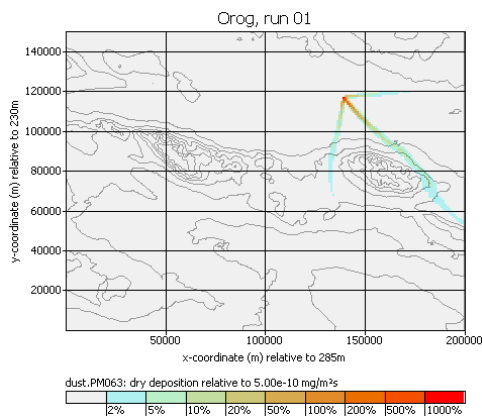 Orog, run 01
140000
120000
100000
80000
60000
40000
20000
y-coordinate (m) relative to 230m
50000 100000 150000 200000
x-coordinate (m) relative to 285m
dust.PM063: dry deposition relative to 5.00e-10 mg/m²s
2% 5% 10% 20% 50% 100% 200% 500% 1000%